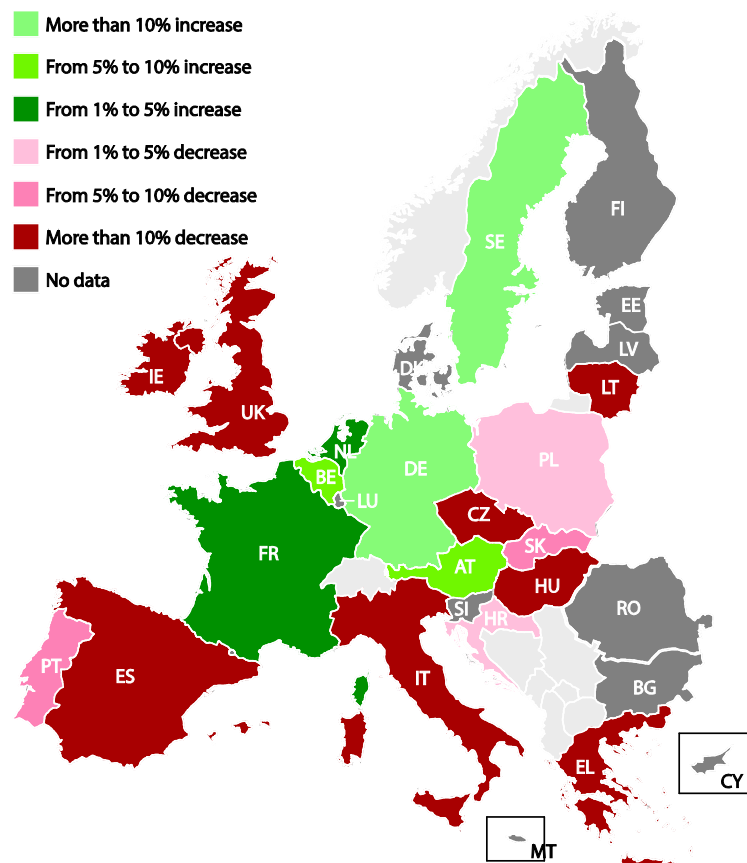 More than 10% increase
From 5% to 10% increase
From 1% to 5% increase
From 1% to 5% decrease
From 5% to 10% decrease
More than 10% decrease
No data
FI
SE
EE
LV
DK
LT
IE
UK
NL
PL
DE
BE
LU
CZ
SK
FR
AT
HU
SI
RO
HR
PT
ES
IT
BG
EL
CY
MT